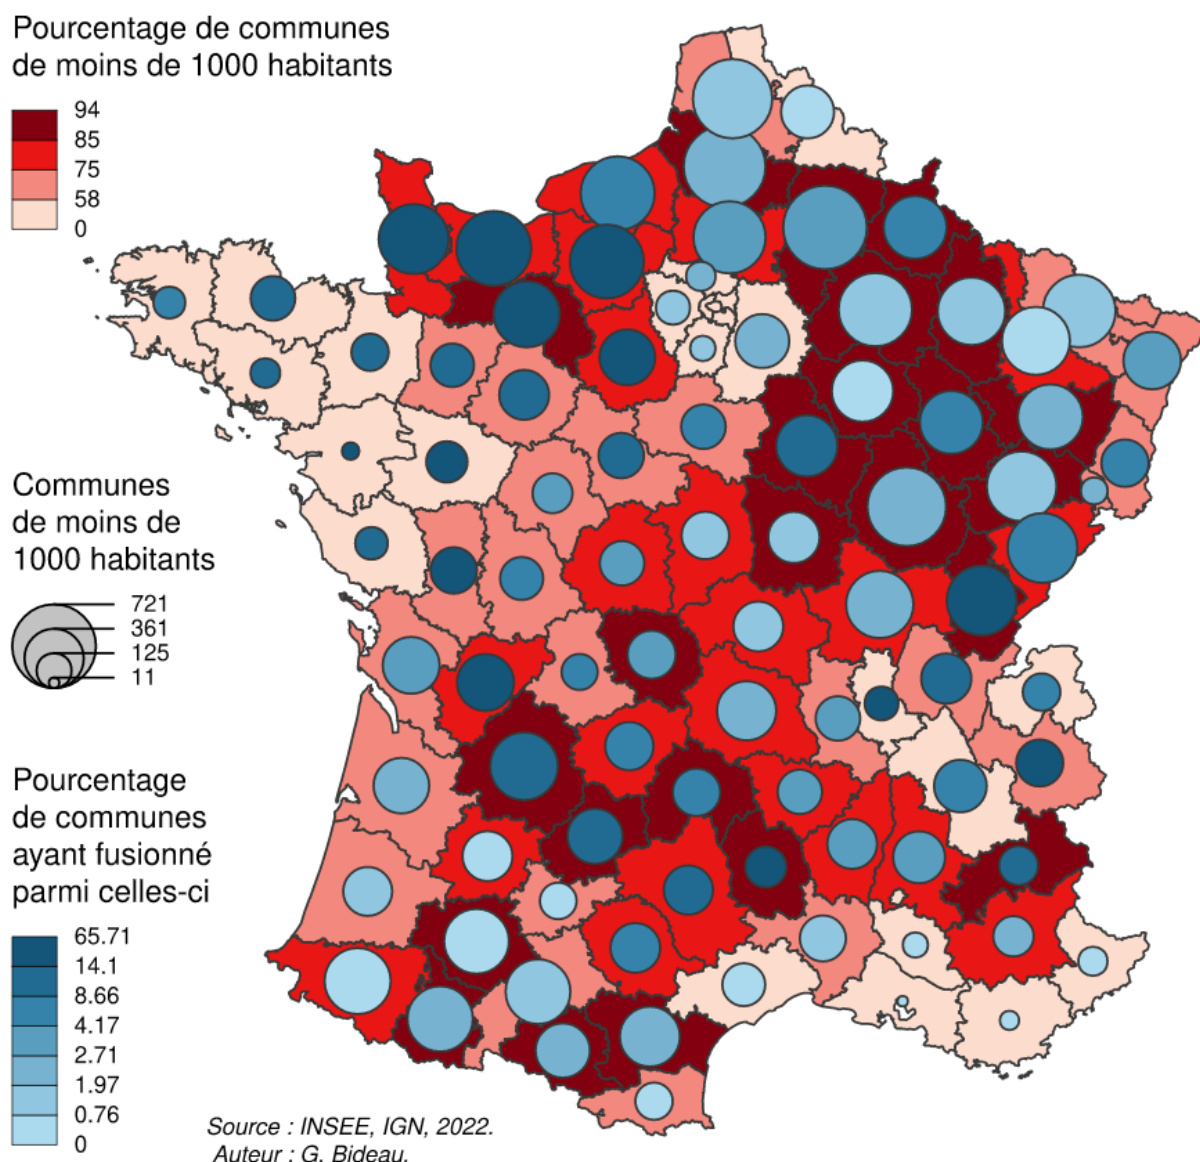 Pourcentage de communes
de moins de 1000 habitants
94
85
75
58
0
Communes
de moins de
1000 habitants
721
361
125
11
Pourcentage
de communes
ayant fusionné
parmi celles-ci
65.71
14.1
8.66
4.17
2.71
1.97
0.76
0
Source : INSEE, IGN, 2022.
Auteur : G. Bideau.